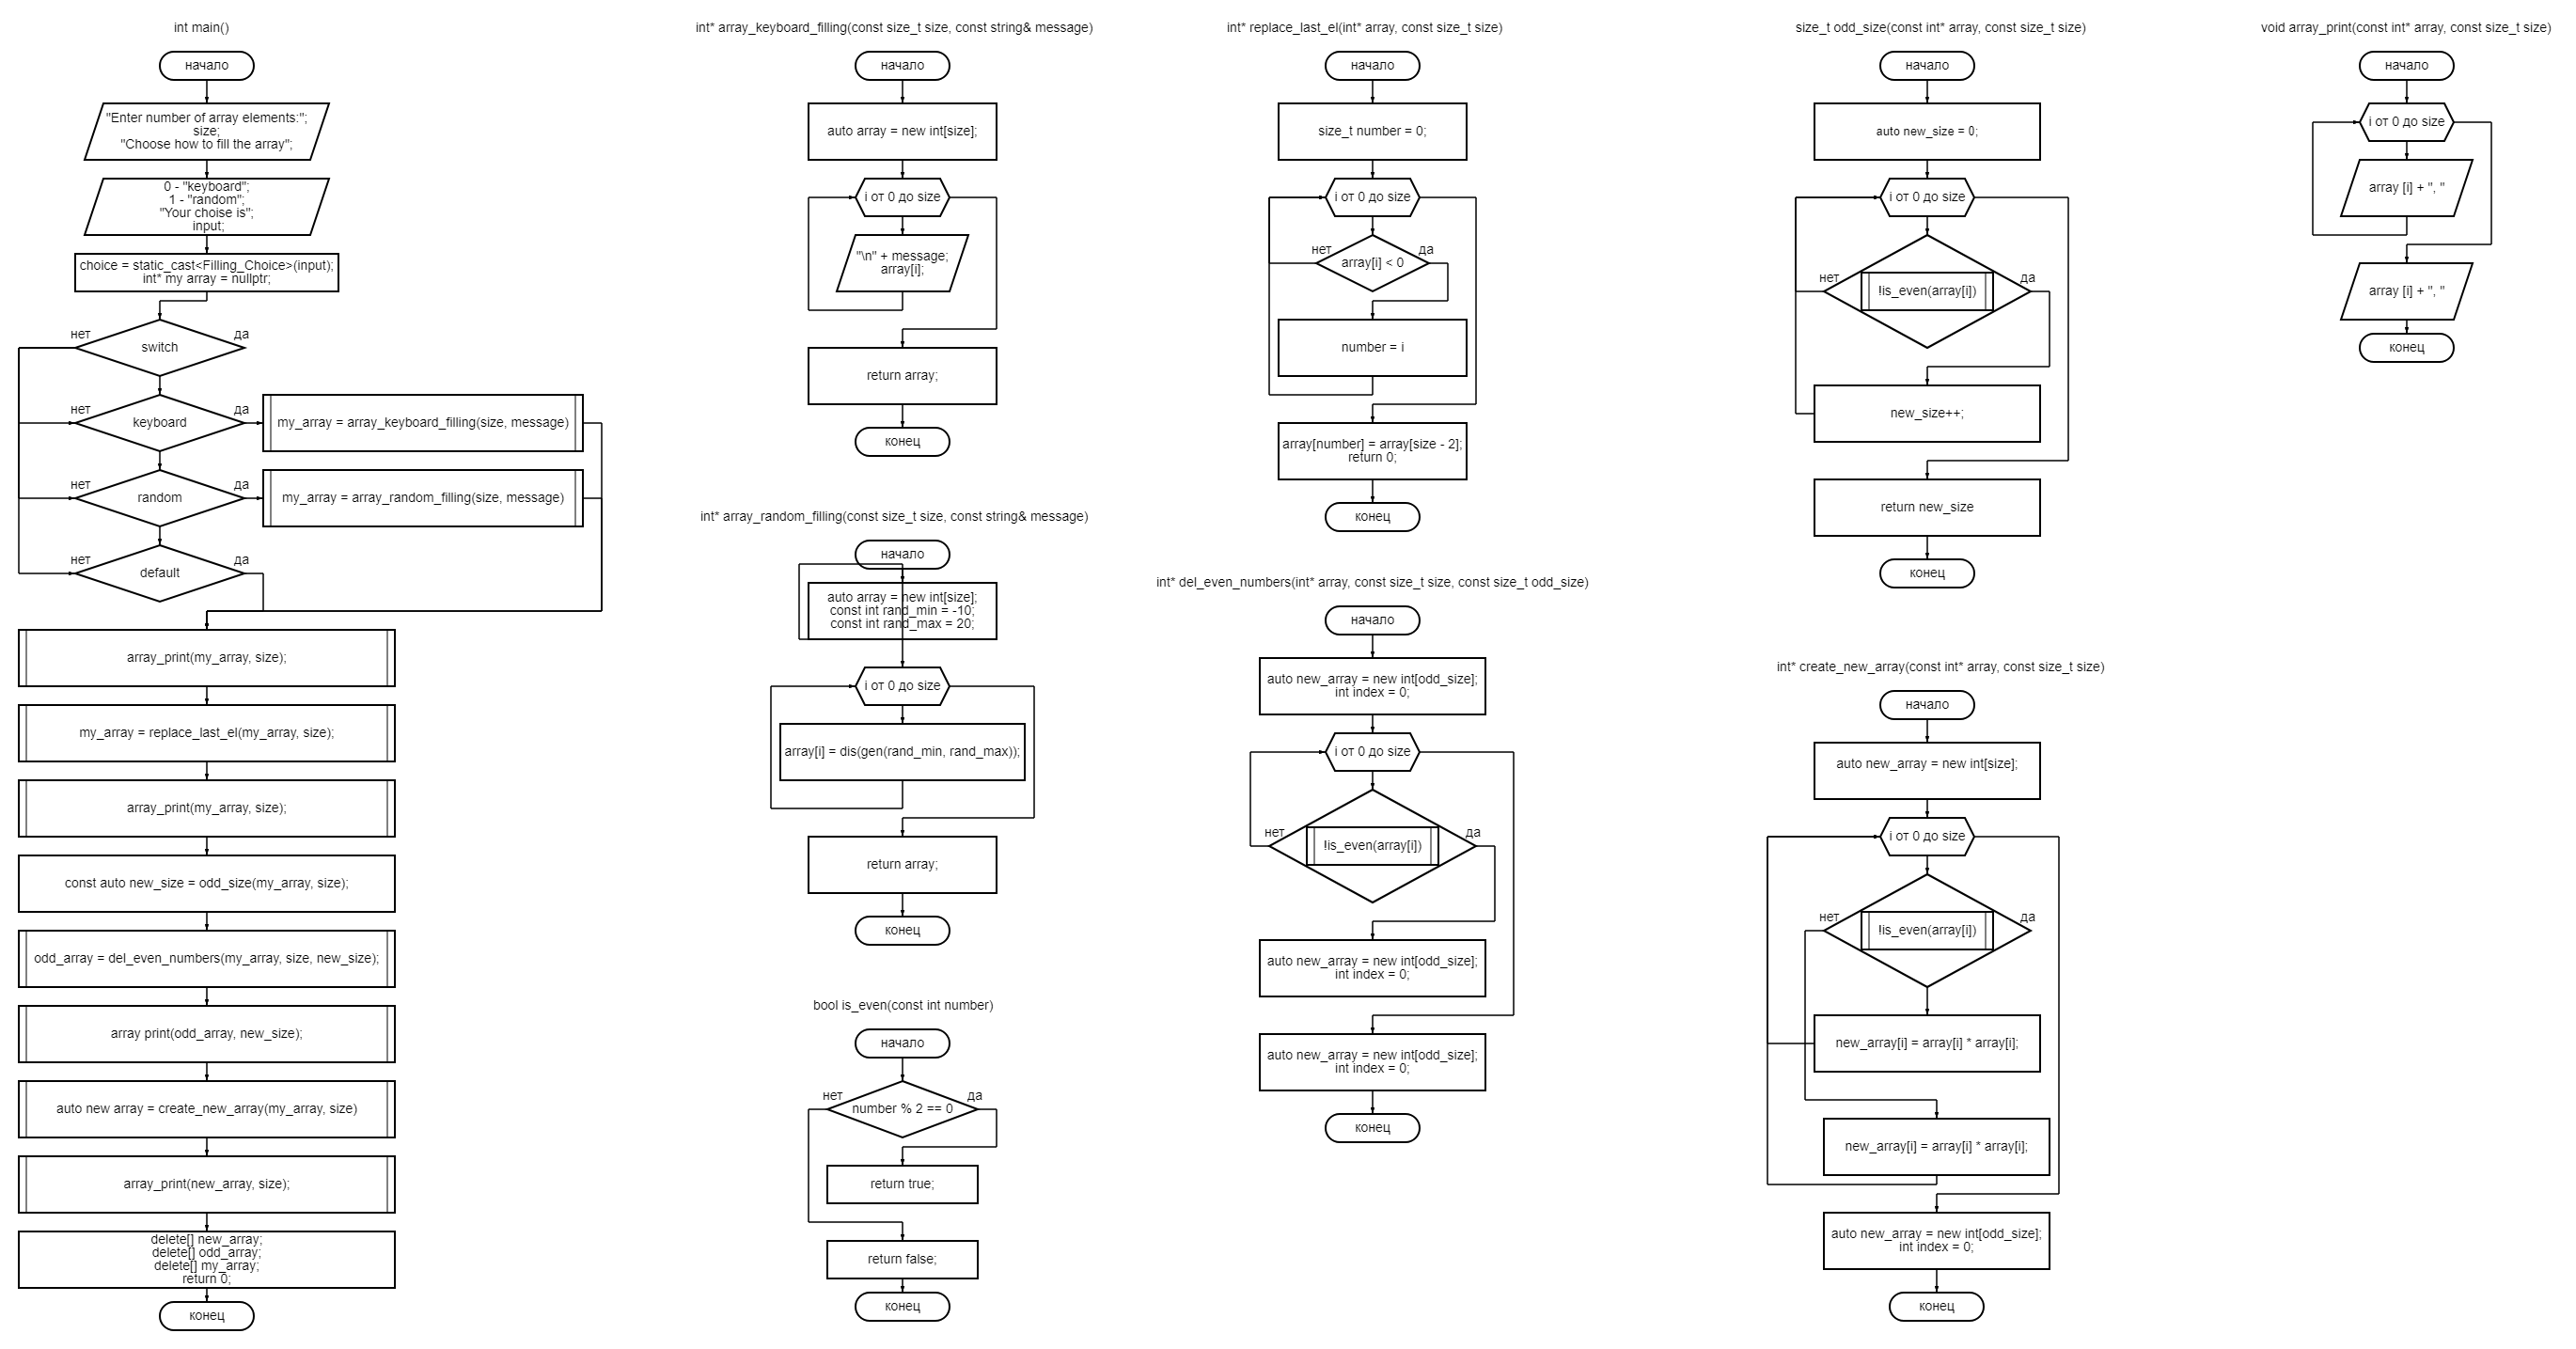 int main()
начало
"Enter number of array elements:";
size;
"Choose how to fill the array";
0 - "keyboard";
1 - "random";
"Your choise is";
input;
choice = static_cast<Filling_Choice>(input);
int* my array = nullptr;
нет
да
switch
нет
да
keyboard
my_array = array_keyboard_filling(size, message)
нет
да
random
my_array = array_random_filling(size, message)
нет
да
default
array_print(my_array, size);
my_array = replace_last_el(my_array, size);
array_print(my_array, size);
const auto new_size = odd_size(my_array, size);
odd_array = del_even_numbers(my_array, size, new_size);
array print(odd_array, new_size);
auto new array = create_new_array(my_array, size)
array_print(new_array, size);
delete[] new_array;
delete[] odd_array;
delete[] my_array;
return 0;
конец
int* array_keyboard_filling(const size_t size, const string& message)
начало
auto array = new int[size];
i от 0 до size
"\n" + message;
array[i];
return array;
конец
int* array_random_filling(const size_t size, const string& message)
начало
auto array = new int[size];
const int rand_min = -10;
const int rand_max = 20;
i от 0 до size
array[i] = dis(gen(rand_min, rand_max));
return array;
конец
bool is_even(const int number)
начало
нет
да
number % 2 == 0
return true;
return false;
конец
int* replace_last_el(int* array, const size_t size)
начало
size_t number = 0;
i от 0 до size
нет
да
array[i] < 0
number = i
array[number] = array[size - 2];
return 0;
конец
int* del_even_numbers(int* array, const size_t size, const size_t odd_size)
начало
auto new_array = new int[odd_size];
int index = 0;
i от 0 до size
нет
да
!is_even(array[i])
auto new_array = new int[odd_size];
int index = 0;
auto new_array = new int[odd_size];
int index = 0;
конец
size_t odd_size(const int* array, const size_t size)
начало
auto new_size = 0;
i от 0 до size
нет
да
!is_even(array[i])
new_size++;
return new_size
конец
int* create_new_array(const int* array, const size_t size)
начало
auto new_array = new int[size];
i от 0 до size
нет
да
!is_even(array[i])
new_array[i] = array[i] * array[i];
new_array[i] = array[i] * array[i];
auto new_array = new int[odd_size];
int index = 0;
конец
void array_print(const int* array, const size_t size)
начало
i от 0 до size
array [i] + ", "
array [i] + ", "
конец